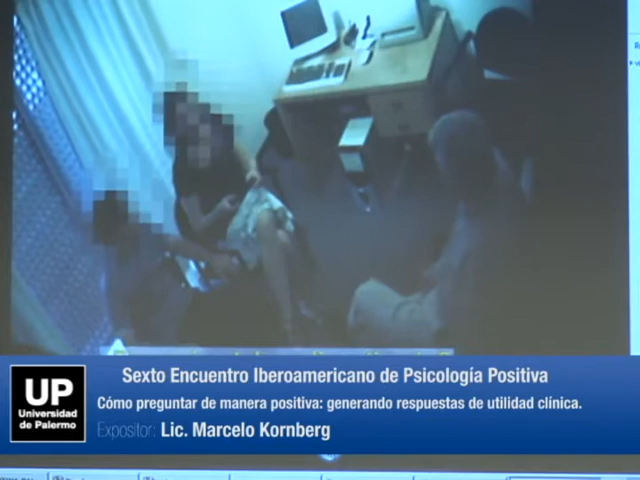 Sexto Encuentro Iberoamericano de Psicología Positiva
UP
Universidad
de Palermo
Cómo preguntar de manera positiva: generando respuestas de utilidad clínica.
Expositor: Lic. Marcelo Kornberg